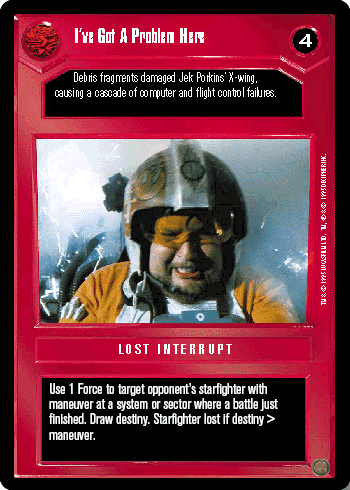 I've Got A Problem Here
4
Debris fragments damaged Jek Porkins' X-wing,
causing a cascade of computer and flight control failures.
LOST INTERRUPT
Use 1 Force to target opponent's starfighter with
maneuver at a system or sector where a battle just
finished. Draw destiny. Starfighter lost if destiny >
maneuver.